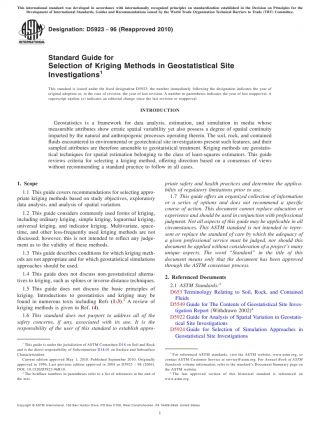 This international standard was developed in accordance with internationally recognized principles on standardization established in the Decision on Principles for the
Development of International Standards, Guides and Recommendations issued by the World Trade Organization Technical Barriers to Trade (TBT) Committee.
ASTM
INTERNATIONAL
Designation: D5923 − 96 (Reapproved 2010)
Standard Guide for
Selection of Kriging Methods in Geostatistical Site
Investigations1
This standard is issued under the fixed designation D5923; the number immediately following the designation indicates the year of
original adoption or, in the case of revision, the year of last revision. A number in parentheses indicates the year of last reapproval. A
superscript epsilon (ε) indicates an editorial change since the last revision or reapproval.
INTRODUCTION
Geostatistics is a framework for data analysis, estimation, and simulation in media whose
measurable attributes show erratic spatial variability yet also possess a degree of spatial continuity
imparted by the natural and anthropogenic processes operating therein. The soil, rock, and contained
fluids encountered in environmental or geotechnical site investigations present such features, and their
sampled attributes are therefore amenable to geostatistical treatment. Kriging methods are geostatis-
tical techniques for spatial estimation belonging to the class of least-squares estimators. This guide
reviews criteria for selecting a kriging method, offering direction based on a consensus of views
without recommending a standard practice to follow in all cases.
1. Scope
1.1 This guide covers recommendations for selecting appro-
priate kriging methods based on study objectives, exploratory
data analysis, and analysis of spatial variation.
1.2 This guide considers commonly used forms of kriging,
including ordinary kriging, simple kriging, lognormal kriging,
universal kriging, and indicator kriging. Multivariate, space-
time, and other less-frequently used kriging methods are not
discussed; however, this is not intended to reflect any judge-
ment as to the validity of these methods.
1.3 This guide describes conditions for which kriging meth-
ods are not appropriate and for which geostatistical simulations
approaches should be used.
1.4 This guide does not discuss non-geostatistical alterna-
tives to kriging, such as splines or inverse-distance techniques.
1.5 This guide does not discuss the basic principles of
kriging. Introductions to geostatistics and kriging may be
found in numerous texts including Refs (1-3).2 A review of
kriging methods is given in Ref. (4).
1.6 This standard does not purport to address all of the
safety concerns, if any, associated with its use. It is the
responsibility of the user of this standard to establish appro-
priate safety and health practices and determine the applica-
bility of regulatory limitations prior to use.
1.7 This guide offers an organized collection of information
or a series of options and does not recommend a specific
course of action. This document cannot replace education or
experience and should be used in conjunction with professional
judgment. Not all aspects of this guide may be applicable in all
circumstances. This ASTM standard is not intended to repre-
sent or replace the standard of care by which the adequacy of
a given professional service must be judged, nor should this
document be applied without consideration of a project's many
unique aspects. The word "Standard" in the title of this
document means only that the document has been approved
through the ASTM consensus process.
2. Referenced Documents
2.1 ASTM Standards:3
D653 Terminology Relating to Soil, Rock, and Contained
Fluids
D5549 Guide for The Contents of Geostatistical Site Inves-
tigation Report (Withdrawn 2002)4
D5922 Guide for Analysis of Spatial Variation in Geostatis-
tical Site Investigations
D5924 Guide for Selection of Simulation Approaches in
Geostatistical Site Investigations
1 This guide is under the jurisdiction of ASTM Committee D18 on Soil and Rock
and is the direct responsibility of Subcommittee D18.01 on Surface and Subsurface
Characterization.
Current edition approved May 1, 2010. Published September 2010. Originally
approved in 1996. Last previous edition approved in 2004 as D5923 – 96 (2004).
DOI: 10.1520/D5923-96R10.
2 The boldface numbers in parentheses refer to a list of references at the end of
the text.
3 For referenced ASTM standards, visit the ASTM website, www.astm.org, or
contact ASTM Customer Service at service@astm.org. For Annual Book of ASTM
Standards volume information, refer to the standard's Document Summary page on
the ASTM website.
4 The last approved version of this historical standard is referenced on
www.astm.org.
Copyright © ASTM International, 100 Barr Harbor Drive, PO Box C700, West Conshohocken, PA 19428-2959. United States
1